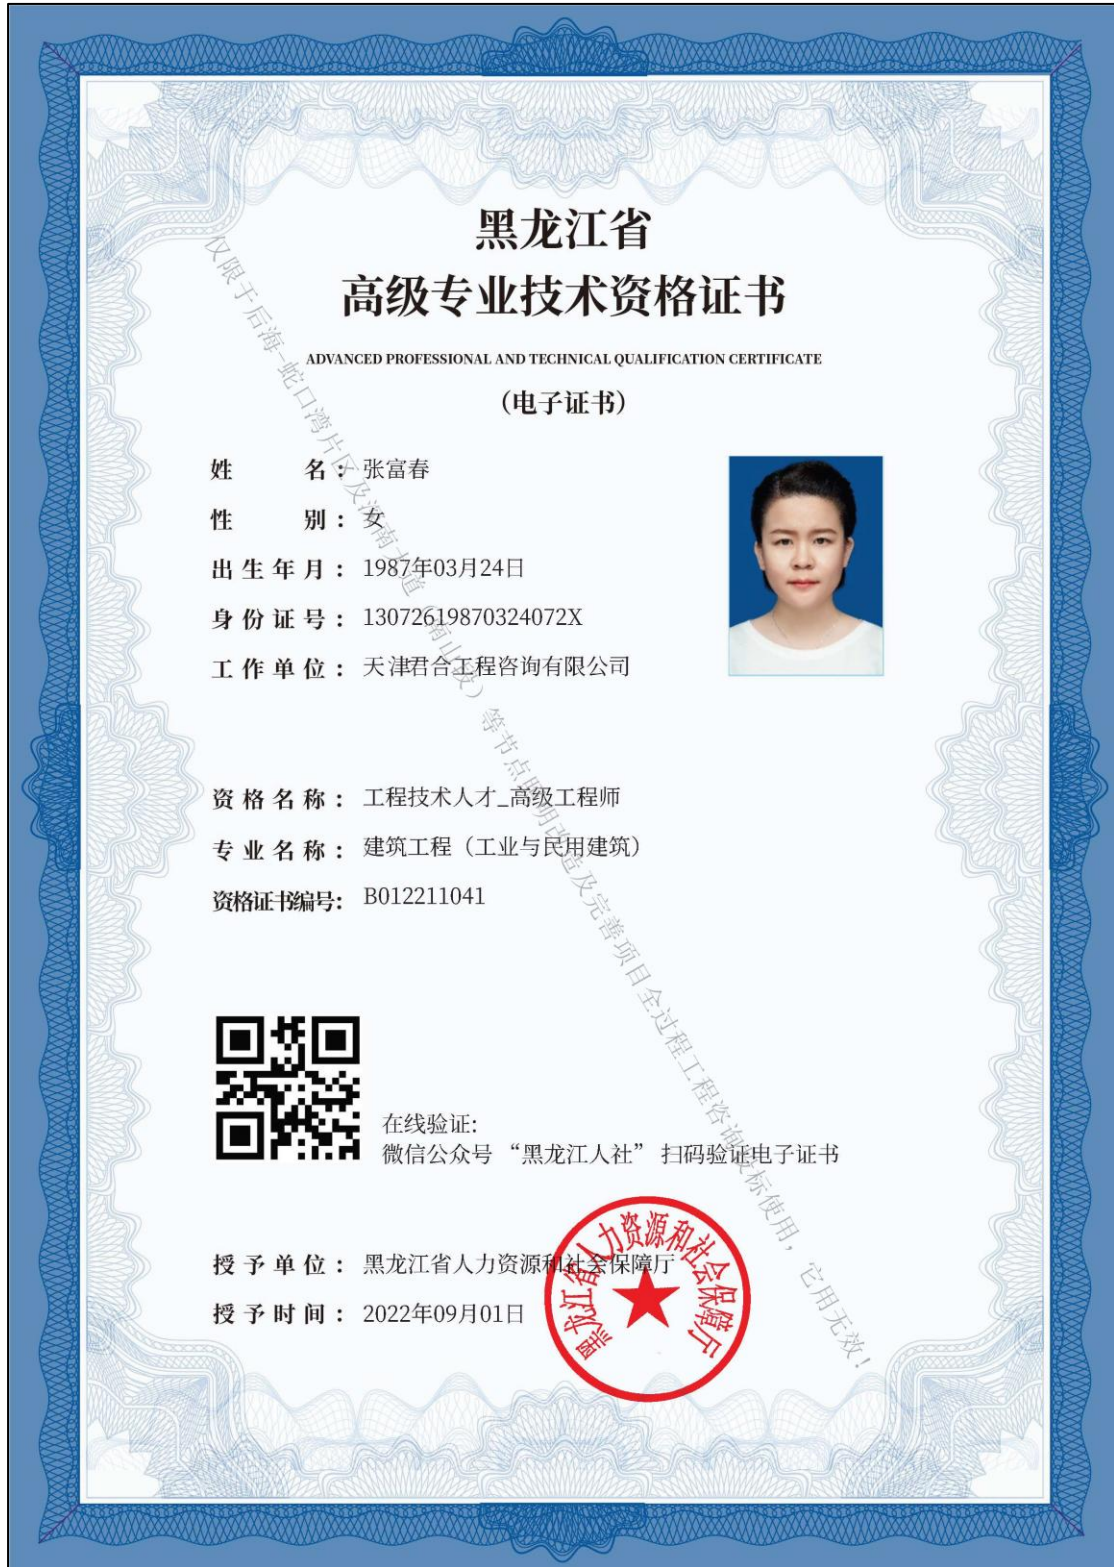 黑龙江省
高级专业技术资格证书
ADVANCED PROFESSIONAL AND TECHNICAL QUALIFICATION CERTIFICATE
（电子证书）
姓名：张富春
性别：女
出生年月：1987年03月24日
身份证号：13072619870324072X
工作单位：天津君合工程咨询有限公司
资格名称：工程技术人才_高级工程师
专业名称：建筑工程（工业与民用建筑）
资格证书编号：B012211041
在线验证:
微信公众号“黑龙江人社”扫码验证电子证书
授予单位：黑龙江省人力资源和社会保障厅
授予时间：2022年09月01日
黑龙江省人力资源和社会保障厅
仅限于后海-蛇口湾片区及滨南大道（南山段）等节点照明改造及完善项目全过程工程咨询投标使用，它用无效！